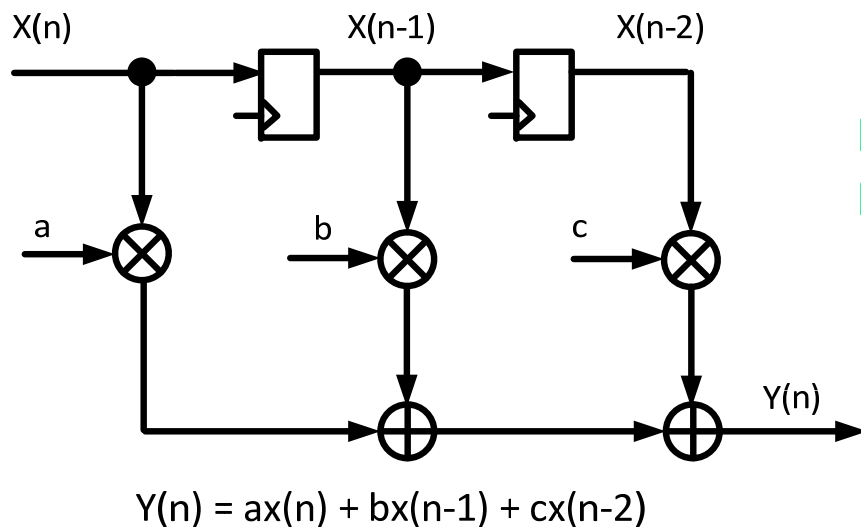 X(n) X(n-1) X(n-2)
a b c
Y(n)
Y(n) = ax(n) + bx(n-1) + cx(n-2)